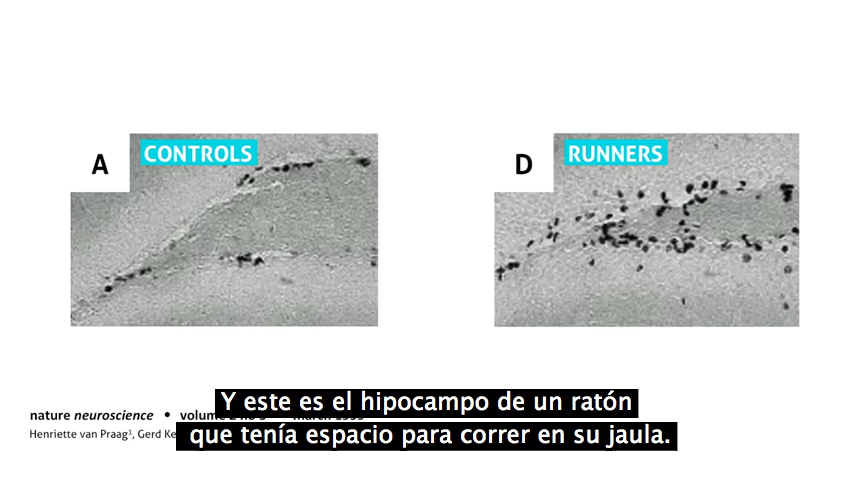 A
CONTROLS
D
RUNNERS
nature neuroscience • volume
Henriette van Praag¹, Gerd
Y este es el hipocampo de un ratón
que tenía espacio para correr en su jaula.